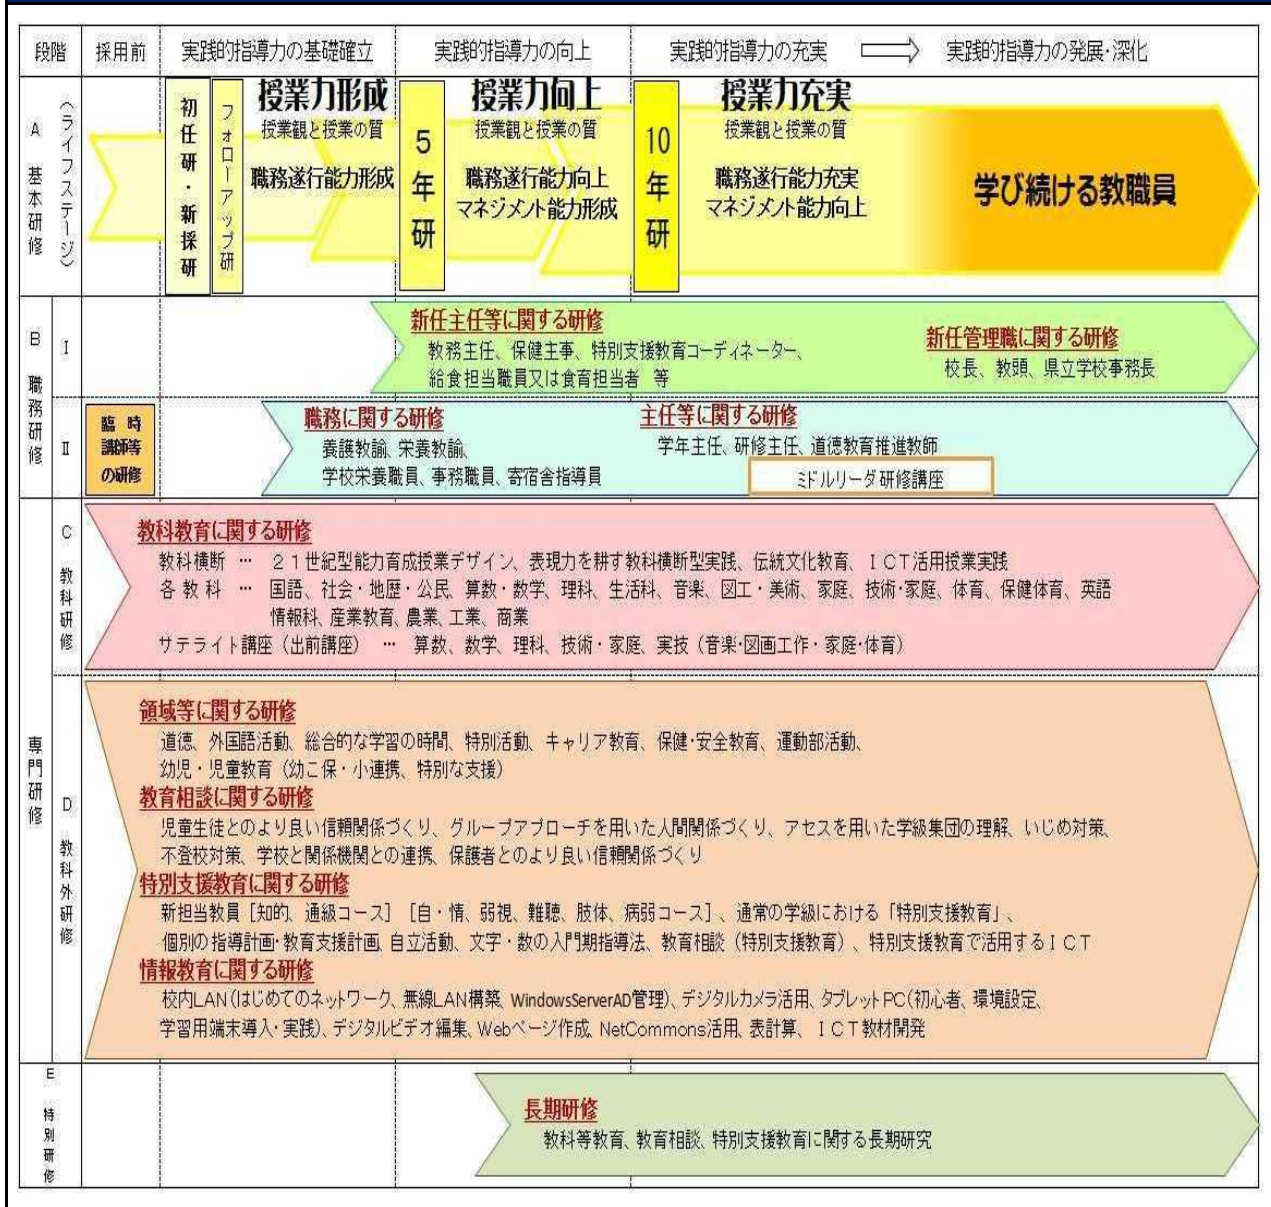 段階
採用前
実践的指導力の基礎確立
実践的指導力の向上
実践的指導力の充実
実践的指導力の発展・深化
A 基本研修
(ライフステージ)
初任研・新採研
フォローアップ研
授業力形成
授業観と授業の質
職務遂行能力形成
5年研
授業力向上
授業観と授業の質
職務遂行能力向上
マネジメント能力形成
10年研
授業力充実
授業観と授業の質
職務遂行能力充実
マネジメント能力向上
学び続ける教職員
B 職務研修
Ⅰ
新任主任等に関する研修
教務主任、保健主事、特別支援教育コーディネーター、
給食担当職員又は食育担当者 等
新任管理職に関する研修
校長、教頭、県立学校事務長
Ⅱ
臨時
講師等
の研修
職務に関する研修
養護教諭、栄養教諭、
学校栄養職員、事務職員、寄宿舎指導員
主任等に関する研修
学年主任、研修主任、道徳教育推進教師
ミドルリーダ研修講座
専門研修
C 教科研修
教科教育に関する研修
教科横断 … 21世紀型能力育成授業デザイン、表現力を耕す教科横断型実践、伝統文化教育、ICT活用授業実践
各教科 … 国語、社会・地歴・公民、算数・数学、理科、生活科、音楽、図工・美術、家庭、技術・家庭、体育、保健体育、英語
情報科、産業教育、農業、工業、商業
サテライト講座(出前講座) … 算数、数学、理科、技術・家庭、実技(音楽・図画工作・家庭・体育)
D 教科外研修
領域等に関する研修
道徳、外国語活動、総合的な学習の時間、特別活動、キャリア教育、保健・安全教育、運動部活動、
幼児・児童教育(幼こ保・小連携、特別な支援)
教育相談に関する研修
児童生徒とのより良い信頼関係づくり、グループアプローチを用いた人間関係づくり、アセスを用いた学級集団の理解、いじめ対策、
不登校対策、学校と関係機関との連携、保護者とのより良い信頼関係づくり
特別支援教育に関する研修
新担当教員[知的、通級コース][自・情、弱視、難聴、肢体、病弱コース]、通常の学級における「特別支援教育」、
個別の指導計画・教育支援計画、自立活動、文字・数の入門期指導法、教育相談(特別支援教育)、特別支援教育で活用するICT
情報教育に関する研修
校内LAN(はじめてのネットワーク、無線LAN構築、WindowsServerAD管理)、デジタルカメラ活用、タブレットPC(初心者、環境設定、
学習用端末導入・実践)、デジタルビデオ編集、Webページ作成、NetCommons活用、表計算、ICT教材開発
E 特別研修
長期研修
教科等教育、教育相談、特別支援教育に関する長期研究